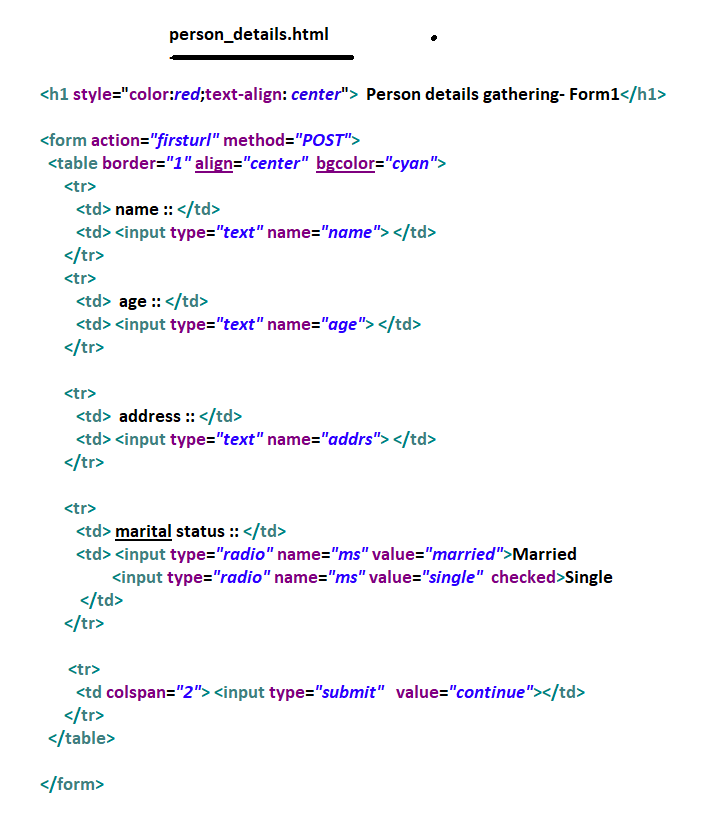 person_details.html
<h1 style="color:red;text-align: center"> Person details gathering- Form1</h1>
<form action="firsturl" method="POST">
<table border="1" align="center" bgcolor="cyan">
<tr>
<td> name :: </td>
<td> <input type="text" name="name"> </td>
</tr>
<tr>
<td> age :: </td>
<td> <input type="text" name="age"> </td>
</tr>
<tr>
<td> address :: </td>
<td> <input type="text" name="addrs"> </td>
</tr>
<tr>
<td> marital status :: </td>
<td> <input type="radio" name="ms" value="married">Married
<input type="radio" name="ms" value="single" checked>Single
</td>
</tr>
<tr>
<td colspan="2"> <input type="submit" value="continue"></td>
</tr>
</table>
</form>